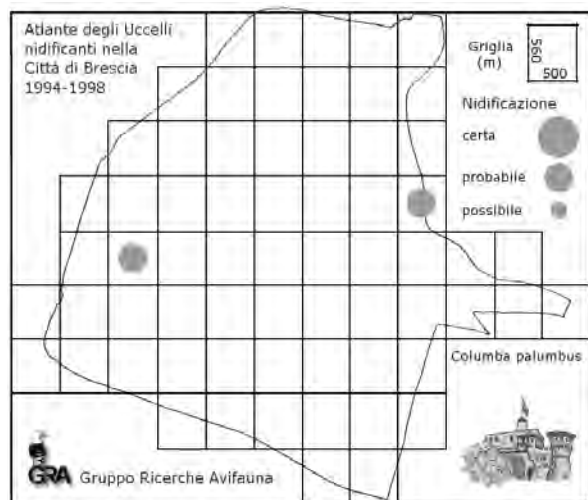 Atlante degli Uccelli
nidificanti nella
Città di Brescia
1994-1998
Griglia
(m)
560
500
Nidificazione
certa
probabile
possibile
Columba palumbus
GRA Gruppo Ricerche Avifauna